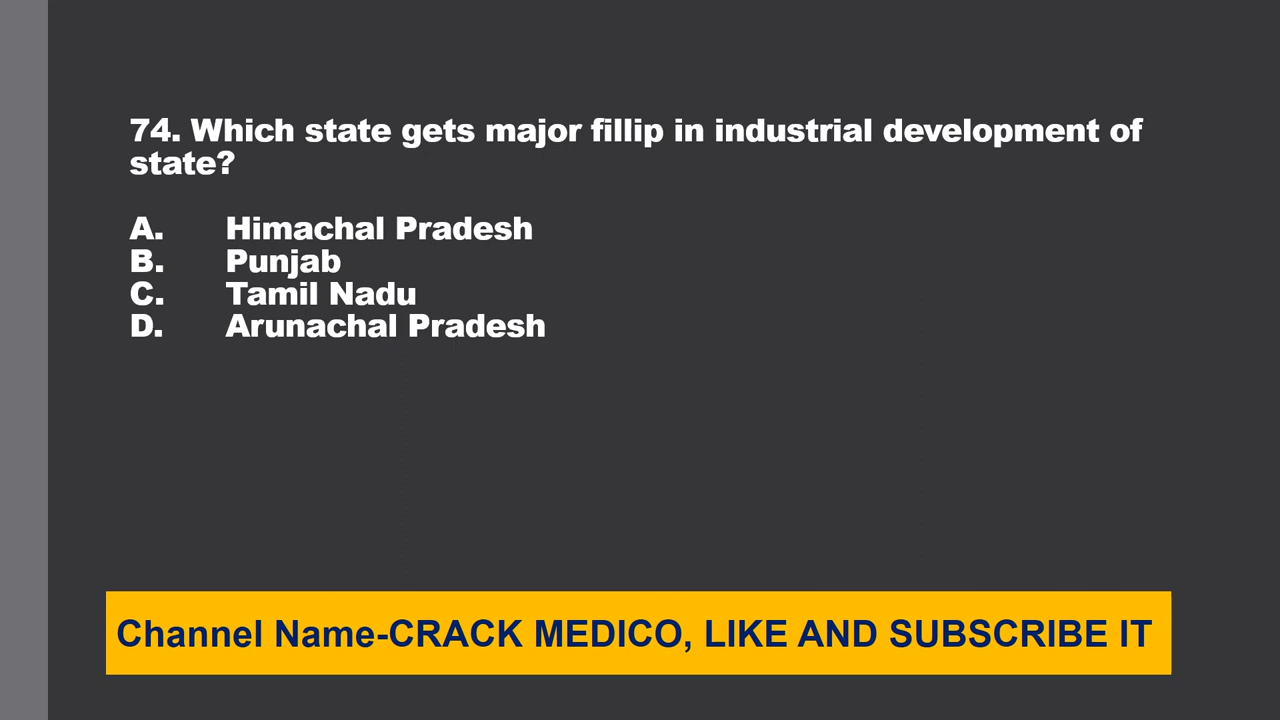 74. Which state gets major fillip in industrial development of
state?
A. Himachal Pradesh
B. Punjab
C. Tamil Nadu
D. Arunachal Pradesh
Channel Name-CRACK MEDICO, LIKE AND SUBSCRIBE IT